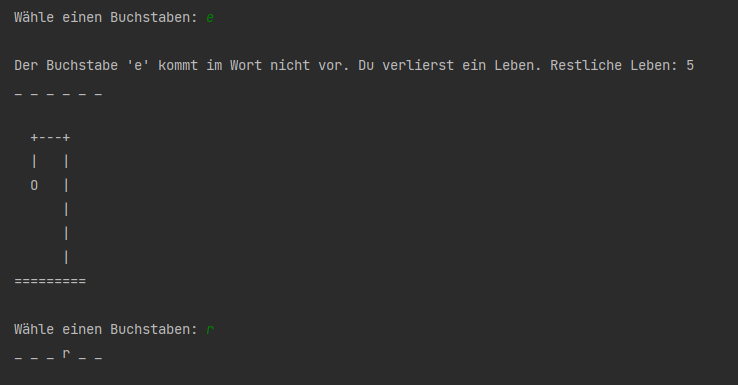 Wähle einen Buchstaben: e
Der Buchstabe 'e' kommt im Wort nicht vor. Du verlierst ein Leben. Restliche Leben: 5
_ _ _ _ _ _
  +---+
  |   |
  O   |
      |
      |
      |
=========
Wähle einen Buchstaben: r
_ _ _ r _ _